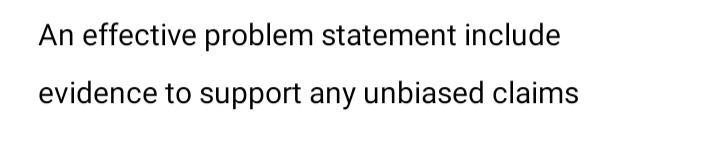 An effective problem statement include
evidence to support any unbiased claims